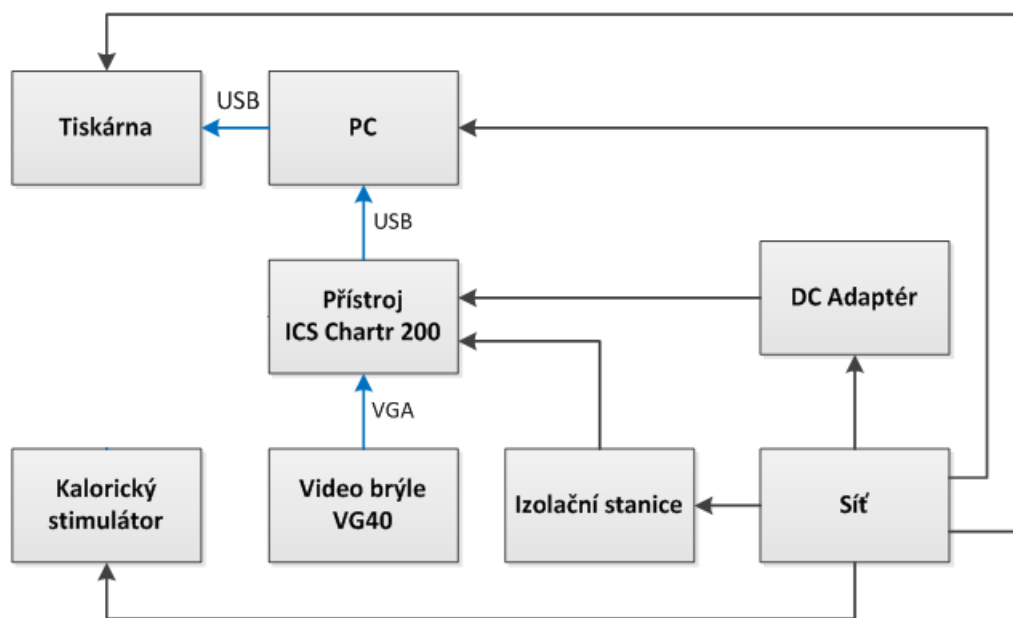 Tiskárna
USB
PC
USB
Přístroj
ICS Chartr 200
DC Adaptér
VGA
Kalorický
stimulátor
Video brýle
VG40
Izolační stanice
Síť